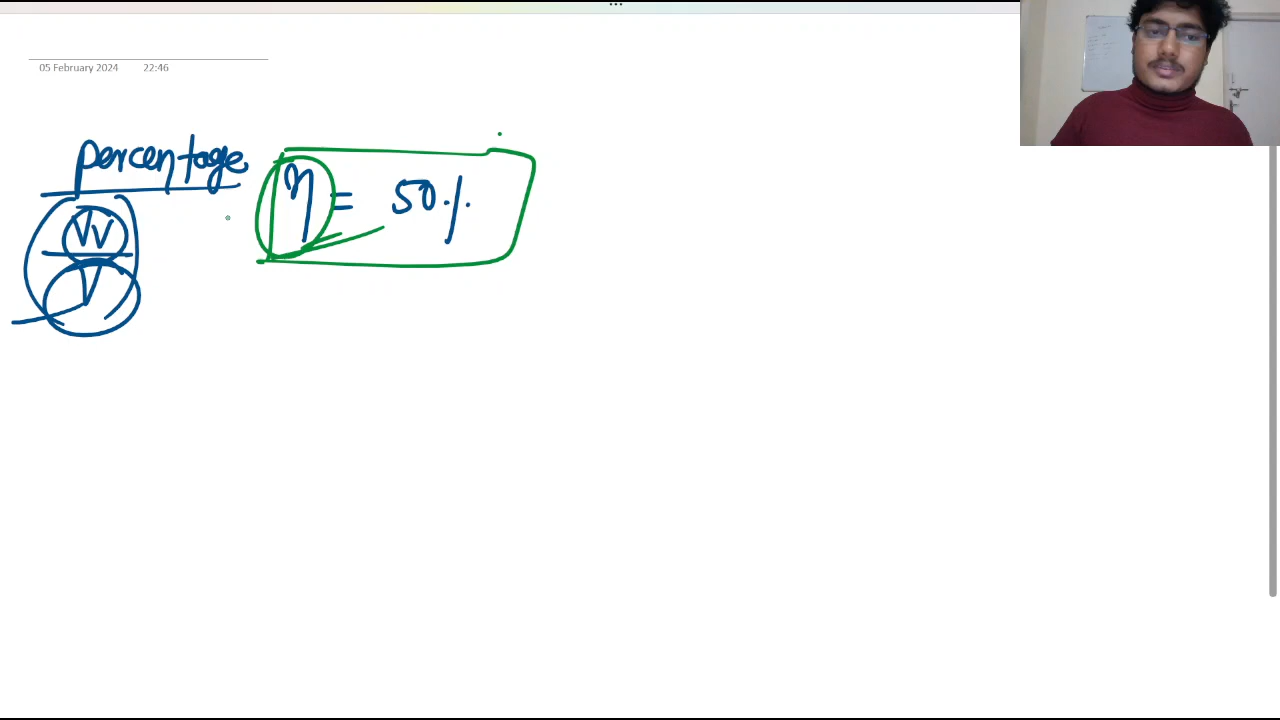 05 February 2024 22:46
percentage
η = 50%
Vv
V